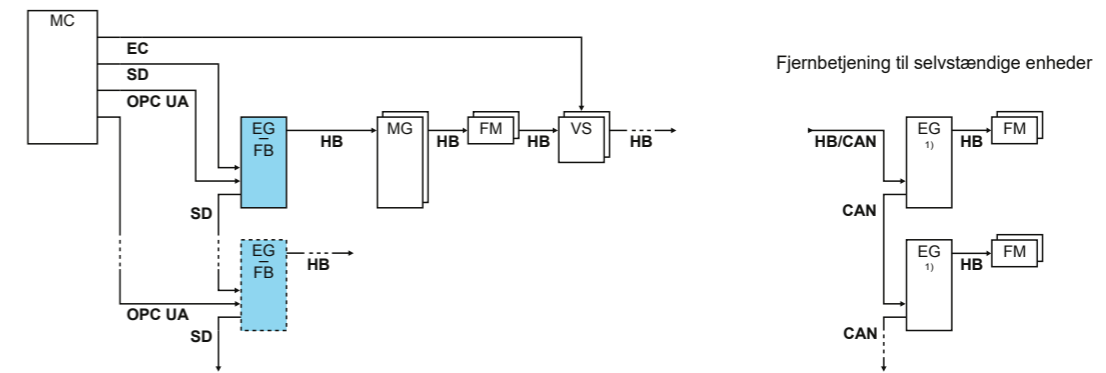 MC
EC
SD
OPC UA
EG
FB
HB
MG
HB
FM
HB
VS
HB
SD
EG
FB
HB
OPC UA
SD
Fjernbetjening til selvstændige enheder
HB/CAN
EG
1)
HB
FM
CAN
EG
1)
HB
FM
CAN